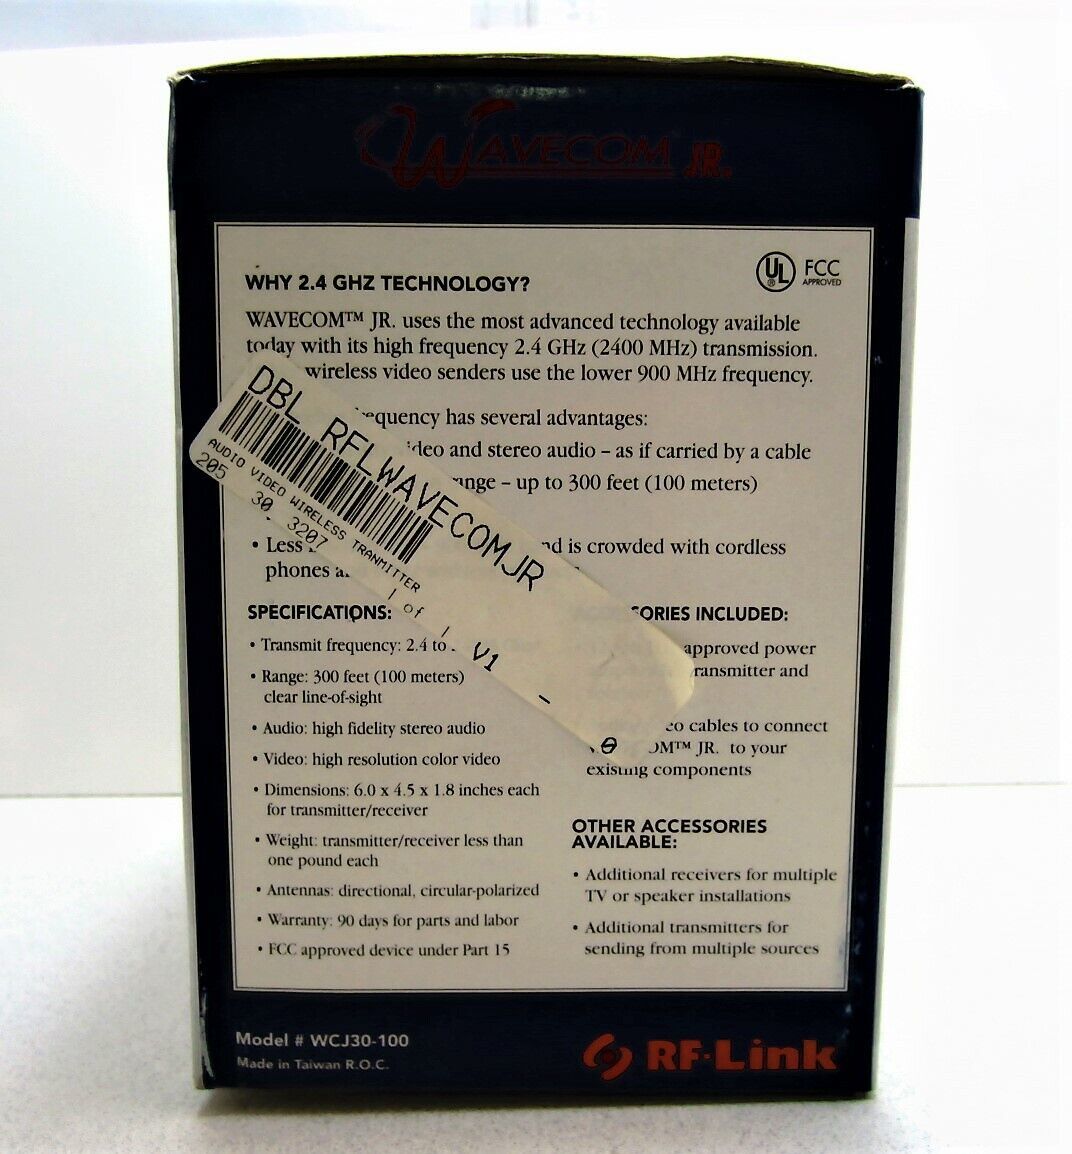 WAVECOM JR.
UL
FCC
APPROVED
WHY 2.4 GHZ TECHNOLOGY?
WAVECOM™ JR. uses the most advanced technology available
today with its high frequency 2.4 GHz (2400 MHz) transmission.
wireless video senders use the lower 900 MHz frequency.
has several advantages:
and stereo audio – as if carried by a cable
– up to 300 feet (100 meters)
• Less
is crowded with cordless
phones
DBL RFLWAVECOMJR
AUDIO VIDEO WIRELESS TRANMITTER
205 30 3207
1 of 1
V1
SPECIFICATIONS:
• Transmit frequency: 2.4 to
• Range: 300 feet (100 meters)
clear line-of-sight
• Audio: high fidelity stereo audio
• Video: high resolution color video
• Dimensions: 6.0 x 4.5 x 1.8 inches each
for transmitter/receiver
• Weight: transmitter/receiver less than
one pound each
• Antennas: directional, circular-polarized
• Warranty: 90 days for parts and labor
• FCC approved device under Part 15
INCLUDED:
approved power
and
cables to connect
JR. to your
existing components
OTHER ACCESSORIES
AVAILABLE:
• Additional receivers for multiple
TV or speaker installations
• Additional transmitters for
sending from multiple sources
Model # WCJ30-100
Made in Taiwan R.O.C.
RF-Link